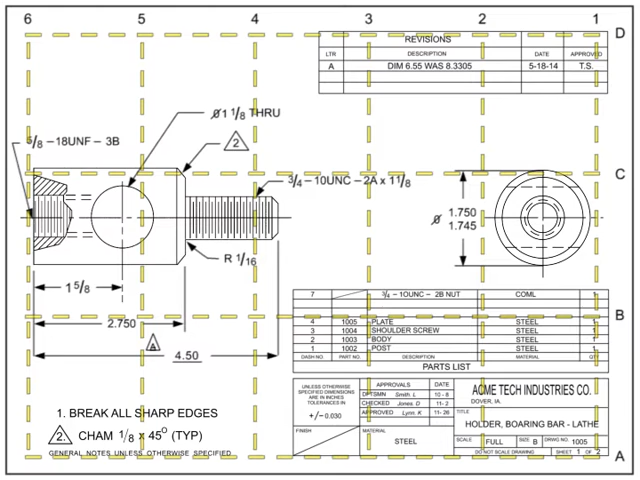 6 5 4 3 2 1
D
REVISIONS
LTR DESCRIPTION DATE APPROVED
A DIM 6.55 WAS 8.3305 5-18-14 T.S.
Ø1 1/8 THRU
5/8 – 18UNF – 3B
2
C
3/4 – 10UNC – 2A x 1 1/8
Ø 1.750
1.745
R 1/16
1 5/8
2.750
A
4.50
7 3/4 – 10UNC – 2B NUT COML 1
B
4 1005 PLATE STEEL 1
3 1004 SHOULDER SCREW STEEL 1
2 1003 BODY STEEL 1
1 1002 POST STEEL 1
DASH NO. PART NO. DESCRIPTION MATERIAL QTY
PARTS LIST
UNLESS OTHERWISE
SPECIFIED DIMENSIONS
ARE IN INCHES
TOLERANCES IN
+/– 0.030
FINISH
APPROVALS DATE
DFTSMN Smith. L 10 - 8
CHECKED Jones. D 11- 2
APPROVED Lynn. K 11- 26
MATERIAL
STEEL
ACME TECH INDUSTRIES CO.
DOVER, IA.
TITLE
HOLDER, BOARING BAR - LATHE
SCALE FULL SIZE B DRWG NO. 1005
DO NOT SCALE DRAWING SHEET 1 OF 2
1. BREAK ALL SHARP EDGES
2. CHAM 1/8 x 45° (TYP)
GENERAL NOTES UNLESS OTHERWISE SPECIFIED
A